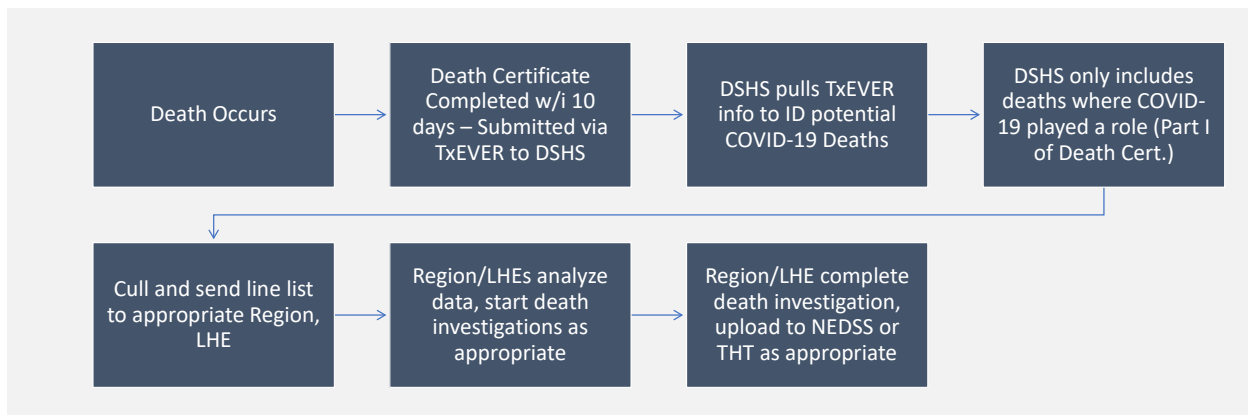 Death Occurs
Death Certificate
Completed w/i 10
days – Submitted via
TxEVER to DSHS
DSHS pulls TxEVER
info to ID potential
COVID-19 Deaths
DSHS only includes
deaths where COVID-
19 played a role (Part I
of Death Cert.)
Cull and send line list
to appropriate Region,
LHE
Region/LHEs analyze
data, start death
investigations as
appropriate
Region/LHE complete
death investigation,
upload to NEDSS or
THT as appropriate